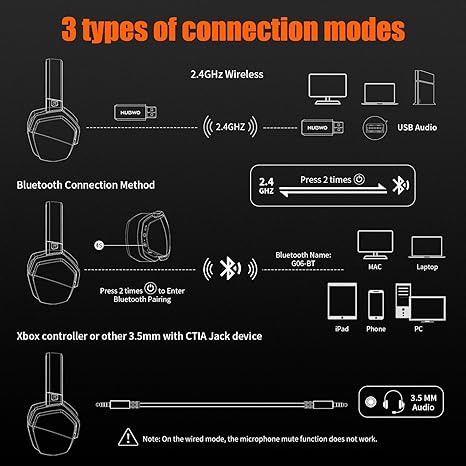 3 types of connection modes
2.4GHz Wireless
NUBWO
2.4GHZ
NUBWO
USB Audio
2.4
GHZ
Press 2 times
Bluetooth Connection Method
Bluetooth Name:
G06-BT
MAC
Laptop
Press 2 times to Enter
Bluetooth Pairing
iPad
Phone
PC
Xbox controller or other 3.5mm with CTIA Jack device
3.5 MM
Audio
Note: On the wired mode, the microphone mute function does not work.